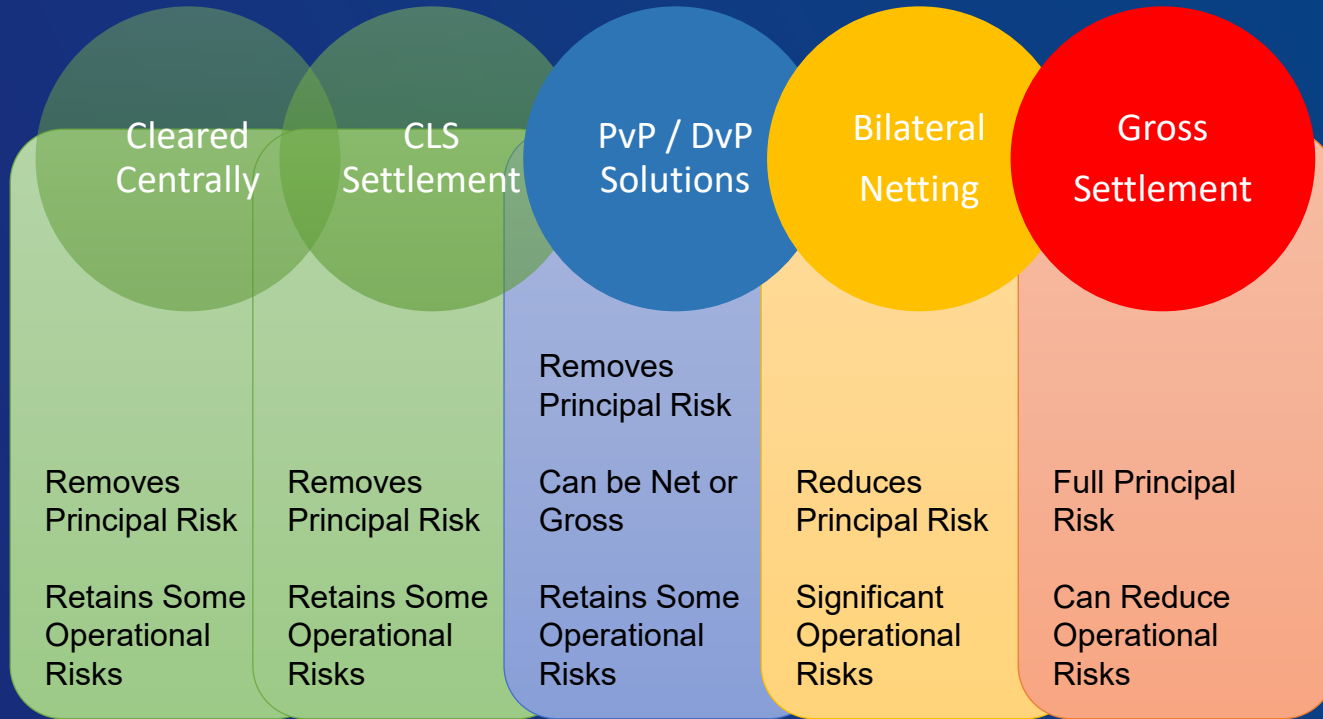 Cleared
Centrally
CLS
Settlement
PvP / DvP
Solutions
Bilateral
Netting
Gross
Settlement
Removes
Principal Risk
Retains Some
Operational
Risks
Removes
Principal Risk
Retains Some
Operational
Risks
Removes
Principal Risk
Can be Net or
Gross
Retains Some
Operational
Risks
Reduces
Principal Risk
Significant
Operational
Risks
Full Principal
Risk
Can Reduce
Operational
Risks